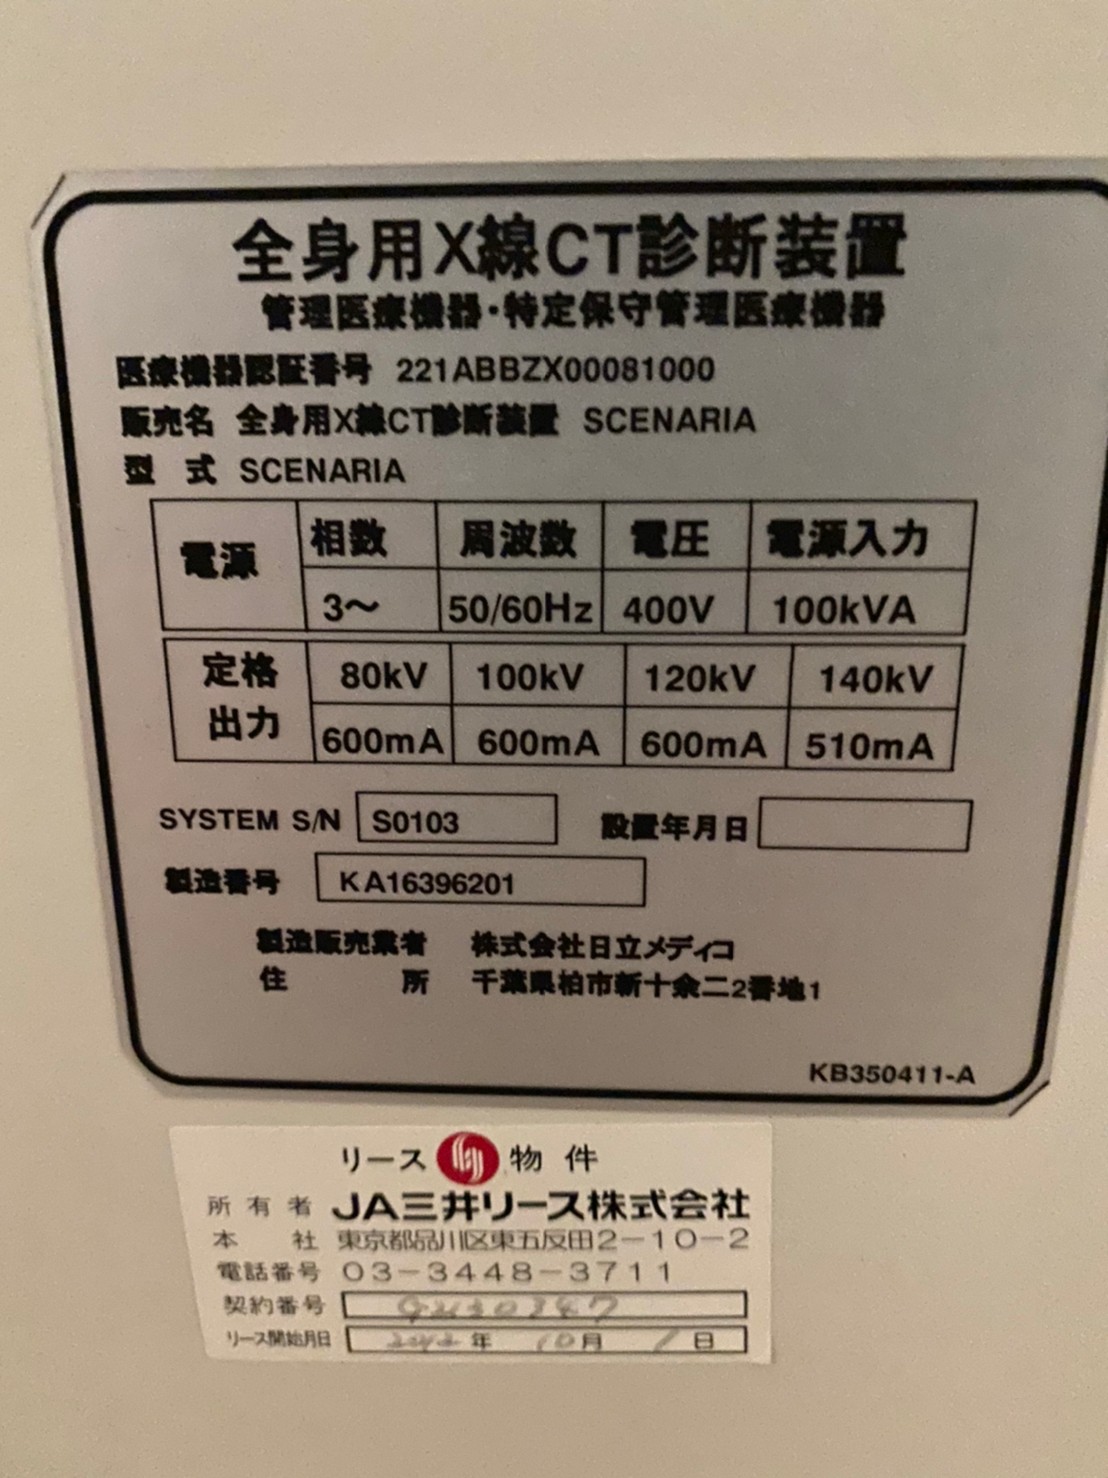 全身用X線CT診断装置
管理医療機器・特定保守管理医療機器
医療機器認証番号 221ABBZX00081000
販売名 全身用X線CT診断装置 SCENARIA
型 式 SCENARIA
電源 相数 周波数 電圧 電源入力
3〜 50/60Hz 400V 100kVA
定格出力 80kV 100kV 120kV 140kV
600mA 600mA 600mA 510mA
SYSTEM S/N S0103 設置年月日
製造番号 KA16396201
製造販売業者 株式会社日立メディコ
住 所 千葉県柏市新十余二2番地1
KB350411-A
リース 物件
所有者 JA三井リース株式会社
本 社 東京都品川区東五反田2-10-2
電話番号 03-3448-3711
契約番号
リース開始月日 年 10月 1日